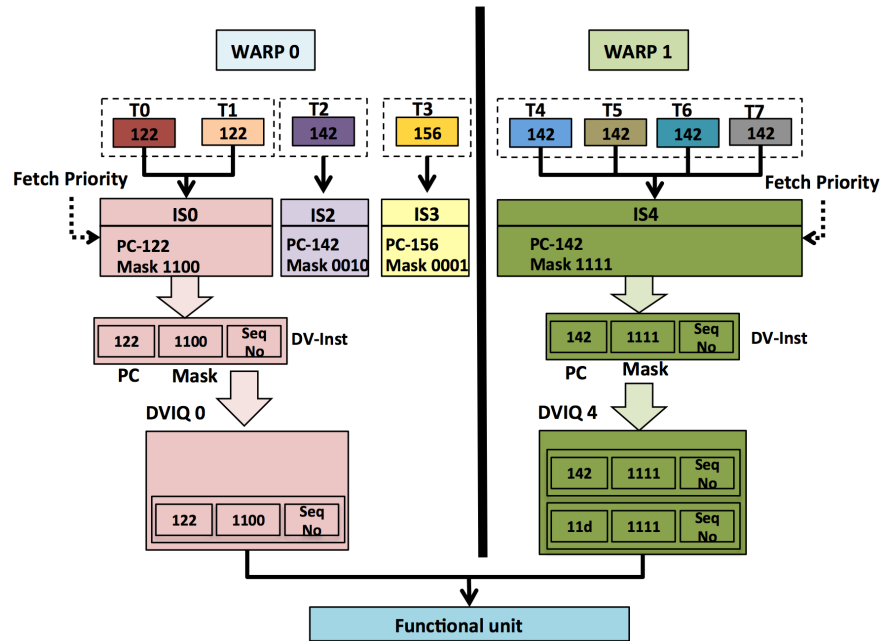 WARP 0
WARP 1
T0 T1 T2 T3 T4 T5 T6 T7
122 122 142 156 142 142 142 142
Fetch Priority
Fetch Priority
IS0 IS2 IS3 IS4
PC-122
Mask 1100
PC-142
Mask 0010
PC-156
Mask 0001
PC-142
Mask 1111
122 1100 Seq No DV-Inst
PC Mask
142 1111 Seq No DV-Inst
PC Mask
DVIQ 0
DVIQ 4
142 1111 Seq No
122 1100 Seq No
11d 1111 Seq No
Functional unit